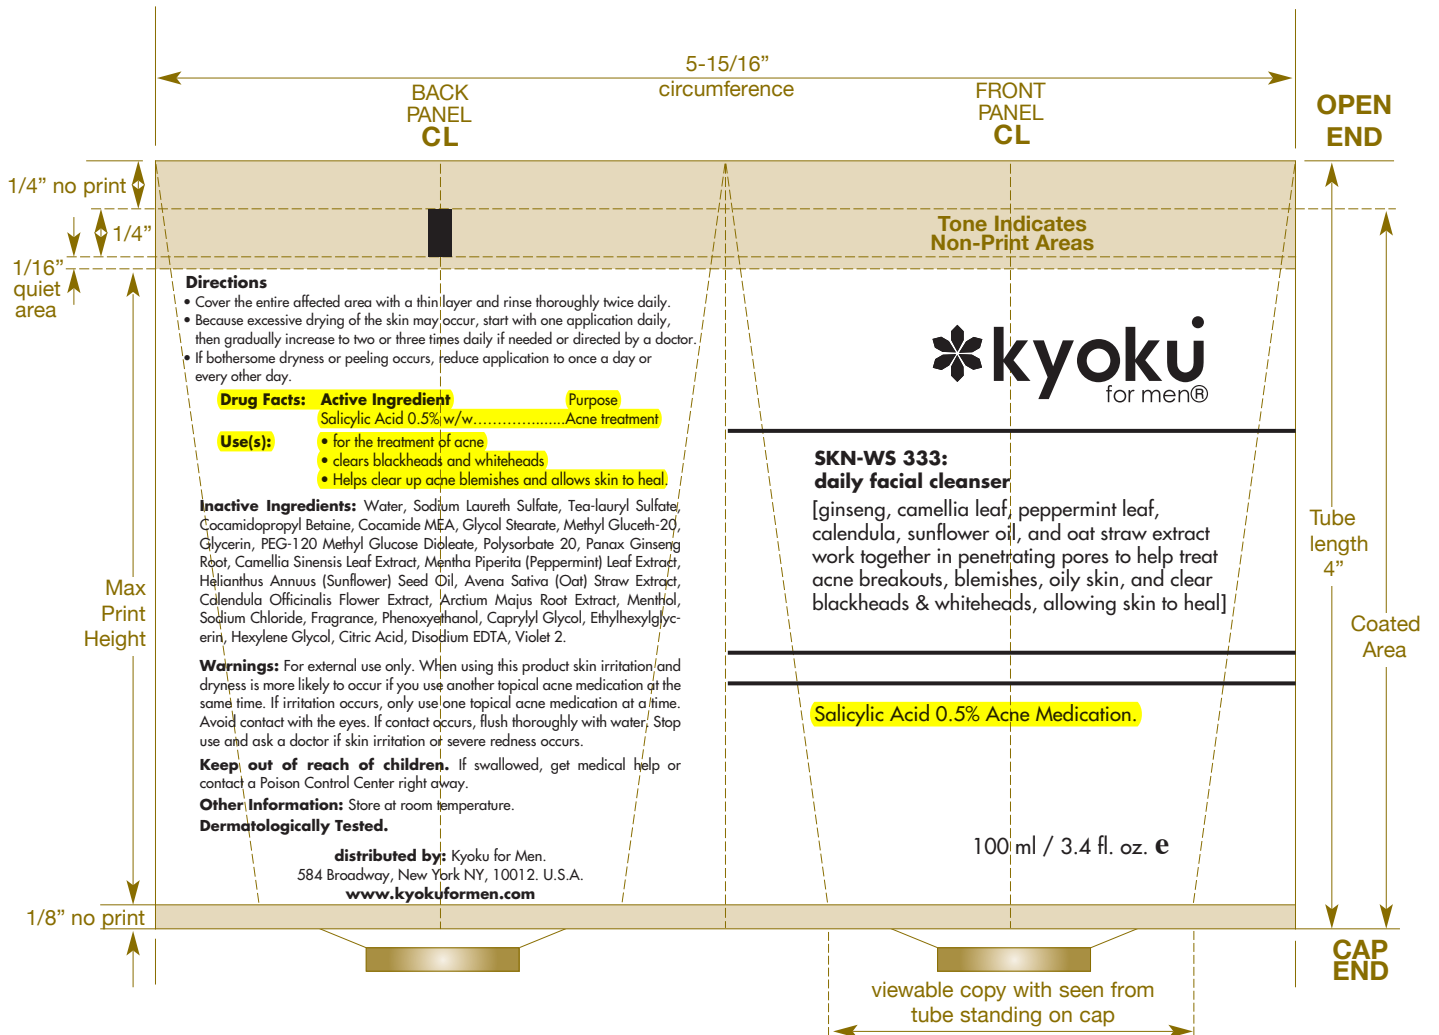 5-15/16”
circumference
BACK
PANEL
CL
FRONT
PANEL
CL
OPEN
END
1/4” no print
1/4”
1/16”
quiet
area
Tone Indicates
Non-Print Areas
Directions
• Cover the entire affected area with a thin layer and rinse thoroughly twice daily.
• Because excessive drying of the skin may occur, start with one application daily,
then gradually increase to two or three times daily if needed or directed by a doctor.
• If bothersome dryness or peeling occurs, reduce application to once a day or
every other day.
Drug Facts: Active Ingredient Purpose
Salicylic Acid 0.5% w/w....................Acne treatment
Use(s): • for the treatment of acne
• clears blackheads and whiteheads
• Helps clear up acne blemishes and allows skin to heal.
Inactive Ingredients: Water, Sodium Laureth Sulfate, Tea-lauryl Sulfate,
Cocamidopropyl Betaine, Cocamide MEA, Glycol Stearate, Methyl Gluceth-20,
Glycerin, PEG-120 Methyl Glucose Dioleate, Polysorbate 20, Panax Ginseng
Root, Camellia Sinensis Leaf Extract, Mentha Piperita (Peppermint) Leaf Extract,
Helianthus Annuus (Sunflower) Seed Oil, Avena Sativa (Oat) Straw Extract,
Calendula Officinalis Flower Extract, Arctium Majus Root Extract, Menthol,
Sodium Chloride, Fragrance, Phenoxyethanol, Caprylyl Glycol, Ethylhexylglyc-
erin, Hexylene Glycol, Citric Acid, Disodium EDTA, Violet 2.
Warnings: For external use only. When using this product skin irritation and
dryness is more likely to occur if you use another topical acne medication at the
same time. If irritation occurs, only use one topical acne medication at a time.
Avoid contact with the eyes. If contact occurs, flush thoroughly with water. Stop
use and ask a doctor if skin irritation or severe redness occurs.
Keep out of reach of children. If swallowed, get medical help or
contact a Poison Control Center right away.
Other Information: Store at room temperature.
Dermatologically Tested.
distributed by: Kyoku for Men.
584 Broadway, New York NY, 10012. U.S.A.
www.kyokuformen.com
Max
Print
Height
1/8” no print
kyoku
for men®
SKN-WS 333:
daily facial cleanser
[ginseng, camellia leaf, peppermint leaf,
calendula, sunflower oil, and oat straw extract
work together in penetrating pores to help treat
acne breakouts, blemishes, oily skin, and clear
blackheads & whiteheads, allowing skin to heal]
Salicylic Acid 0.5% Acne Medication.
100 ml / 3.4 fl. oz. e
Tube
length
4”
Coated
Area
CAP
END
viewable copy with seen from
tube standing on cap